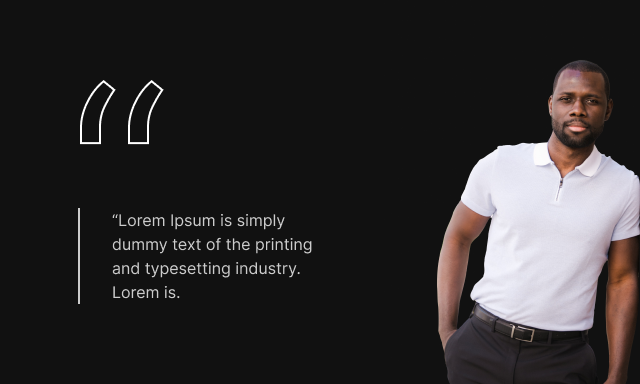 “Lorem Ipsum is simply
dummy text of the printing
and typesetting industry.
Lorem is.